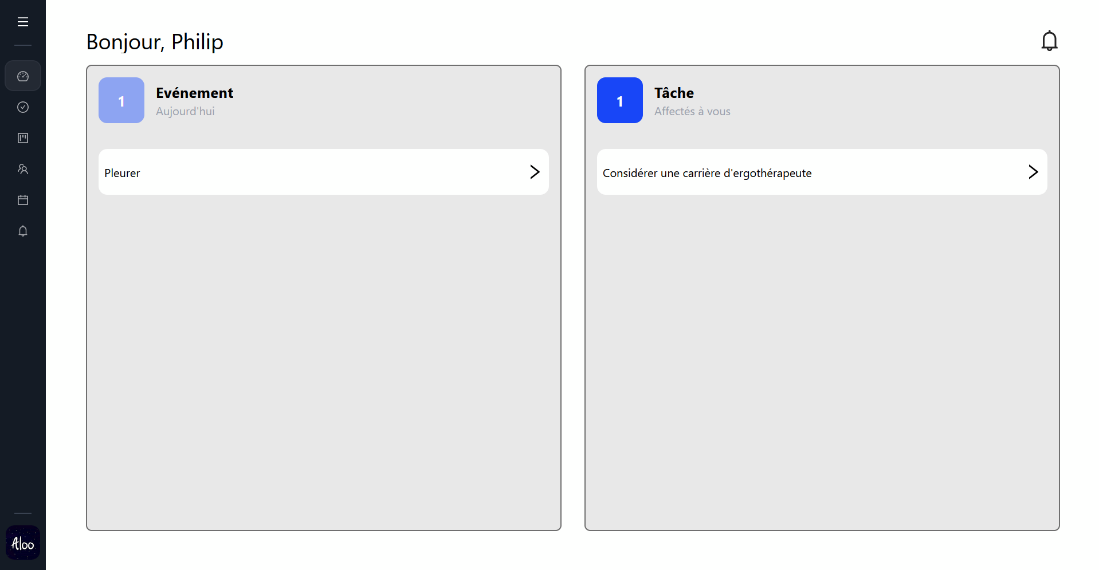 Bonjour, Philip
1
Evénement
Aujourd'hui
Pleurer
1
Tâche
Affectés à vous
Considérer une carrière d'ergothérapeute
Aloo